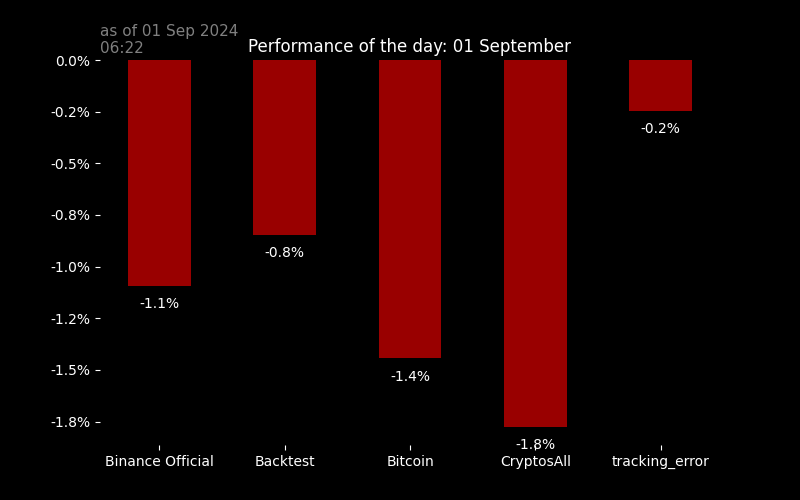 as of 01 Sep 2024
06:22
Performance of the day: 01 September
0.0%
-0.2%
-0.5%
-0.8%
-1.0%
-1.2%
-1.5%
-1.8%
-1.1%
-0.8%
-1.4%
-1.8%
-0.2%
Binance Official
Backtest
Bitcoin
CryptosAll
tracking_error